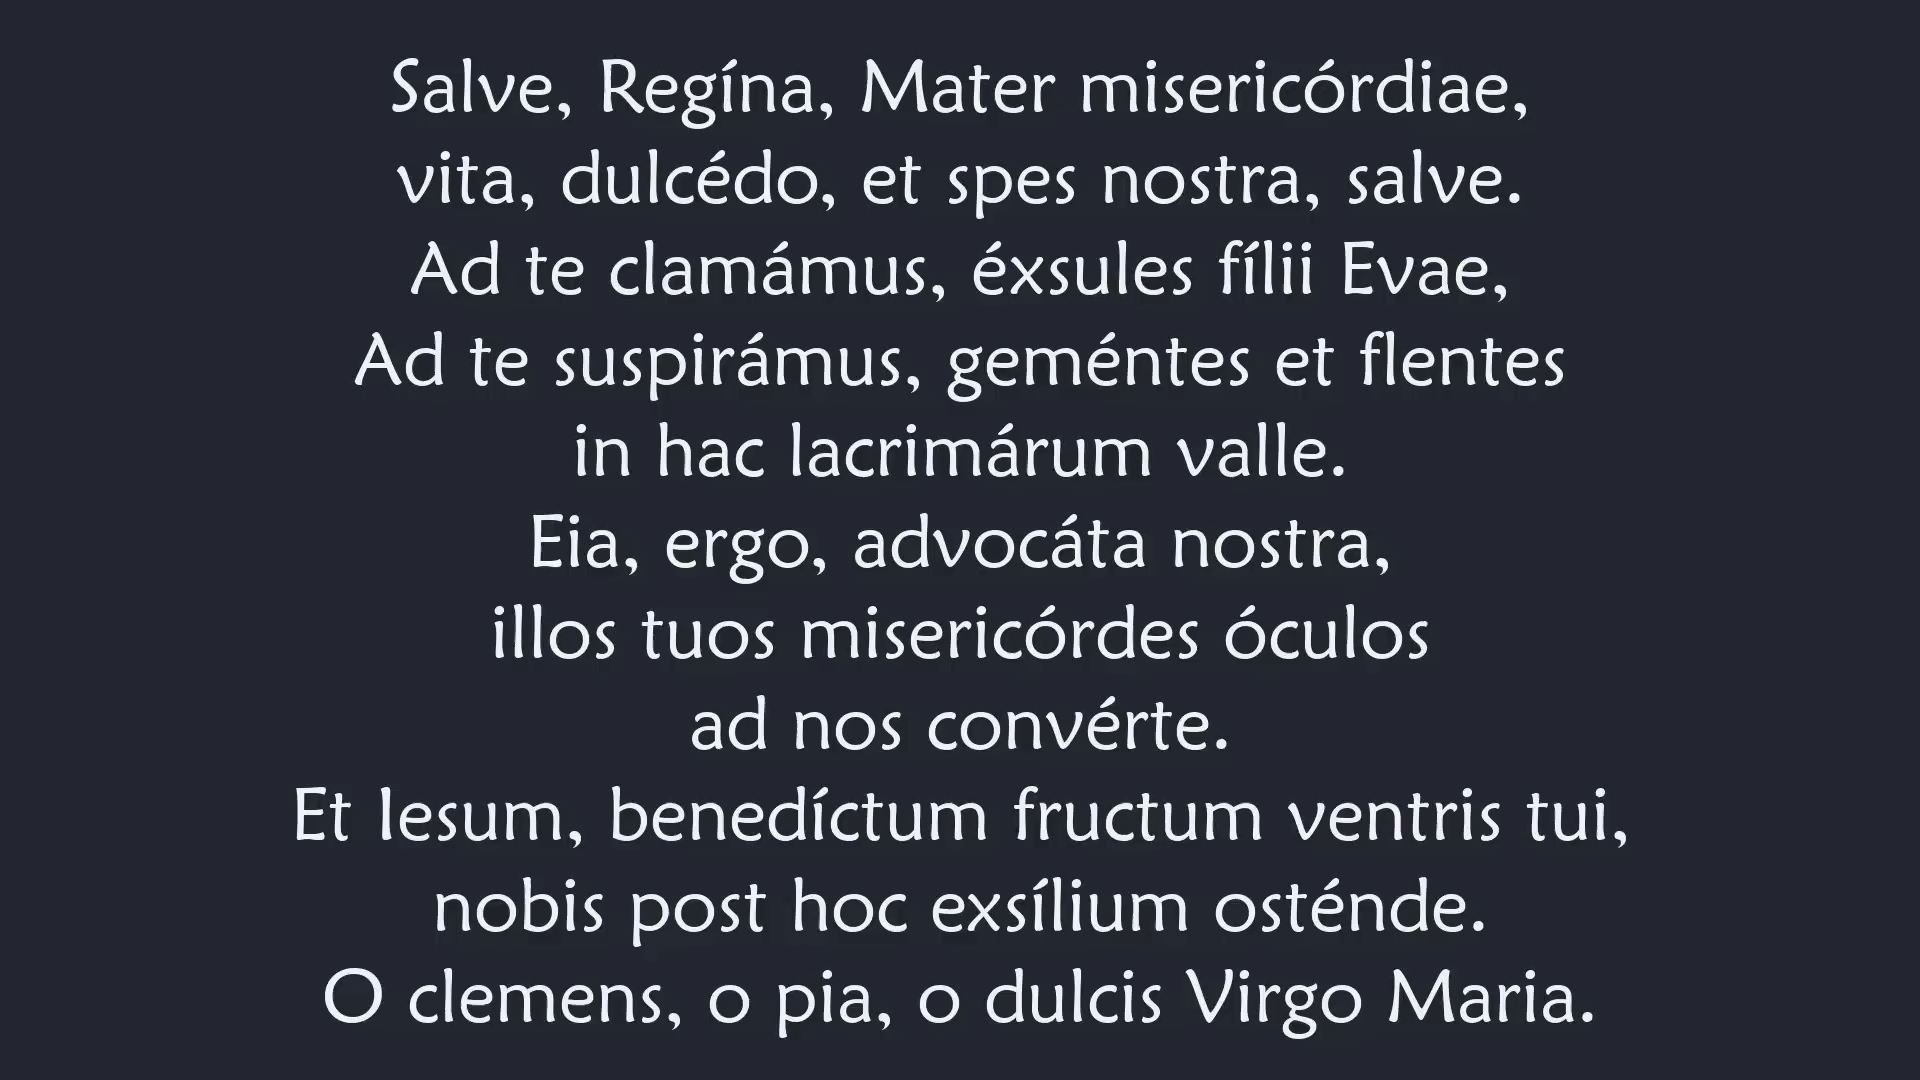 Salve, Regína, Mater misericórdiae,
vita, dulcédo, et spes nostra, salve.
Ad te clamámus, éxsules fílii Evae,
Ad te suspirámus, geméntes et flentes
in hac lacrimárum valle.
Eia, ergo, advocáta nostra,
illos tuos misericórdes óculos
ad nos convérte.
Et Iesum, benedíctum fructum ventris tui,
nobis post hoc exsílium osténde.
O clemens, o pia, o dulcis Virgo Maria.